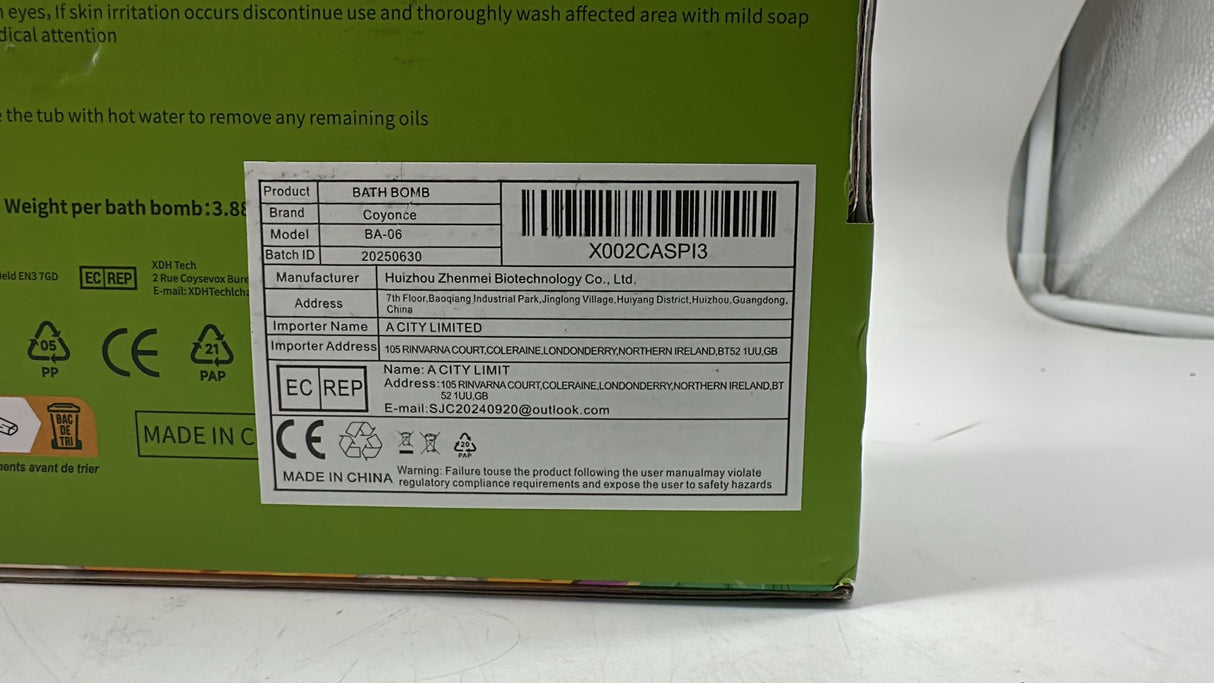 eyes, If skin irritation occurs discontinue use and thoroughly wash affected area with mild soap
attention
the tub with hot water to remove any remaining oils
Weight per bath bomb:3.88
EN3 7GD
EC REP
XDH Tech
2 Rue Coysevox Bure
E-mail:XDHTechlcha
05
PP
CE
21
PAP
BAC
DE
TRI
avant de trier
MADE IN C
Product BATH BOMB
Brand Coyonce
Model BA-06
Batch ID 20250630
X002CASPI3
Manufacturer Huizhou Zhenmei Biotechnology Co., Ltd.
Address 7th Floor,Baoqiang Industrial Park,Jinglong Village,Huiyang District,Huizhou,Guangdong,
China
Importer Name A CITY LIMITED
Importer Address 105 RINVARNA COURT,COLERAINE,LONDONDERRY,NORTHERN IRELAND,BT52 1UU,GB
EC REP
Name: A CITY LIMIT
Address:105 RINVARNA COURT,COLERAINE,LONDONDERRY,NORTHERN IRELAND,BT
52 1UU,GB
E-mail:SJC20240920@outlook.com
CE
20
PAP
MADE IN CHINA
Warning: Failure touse the product following the user manualmay violate
regulatory compliance requirements and expose the user to safety hazards